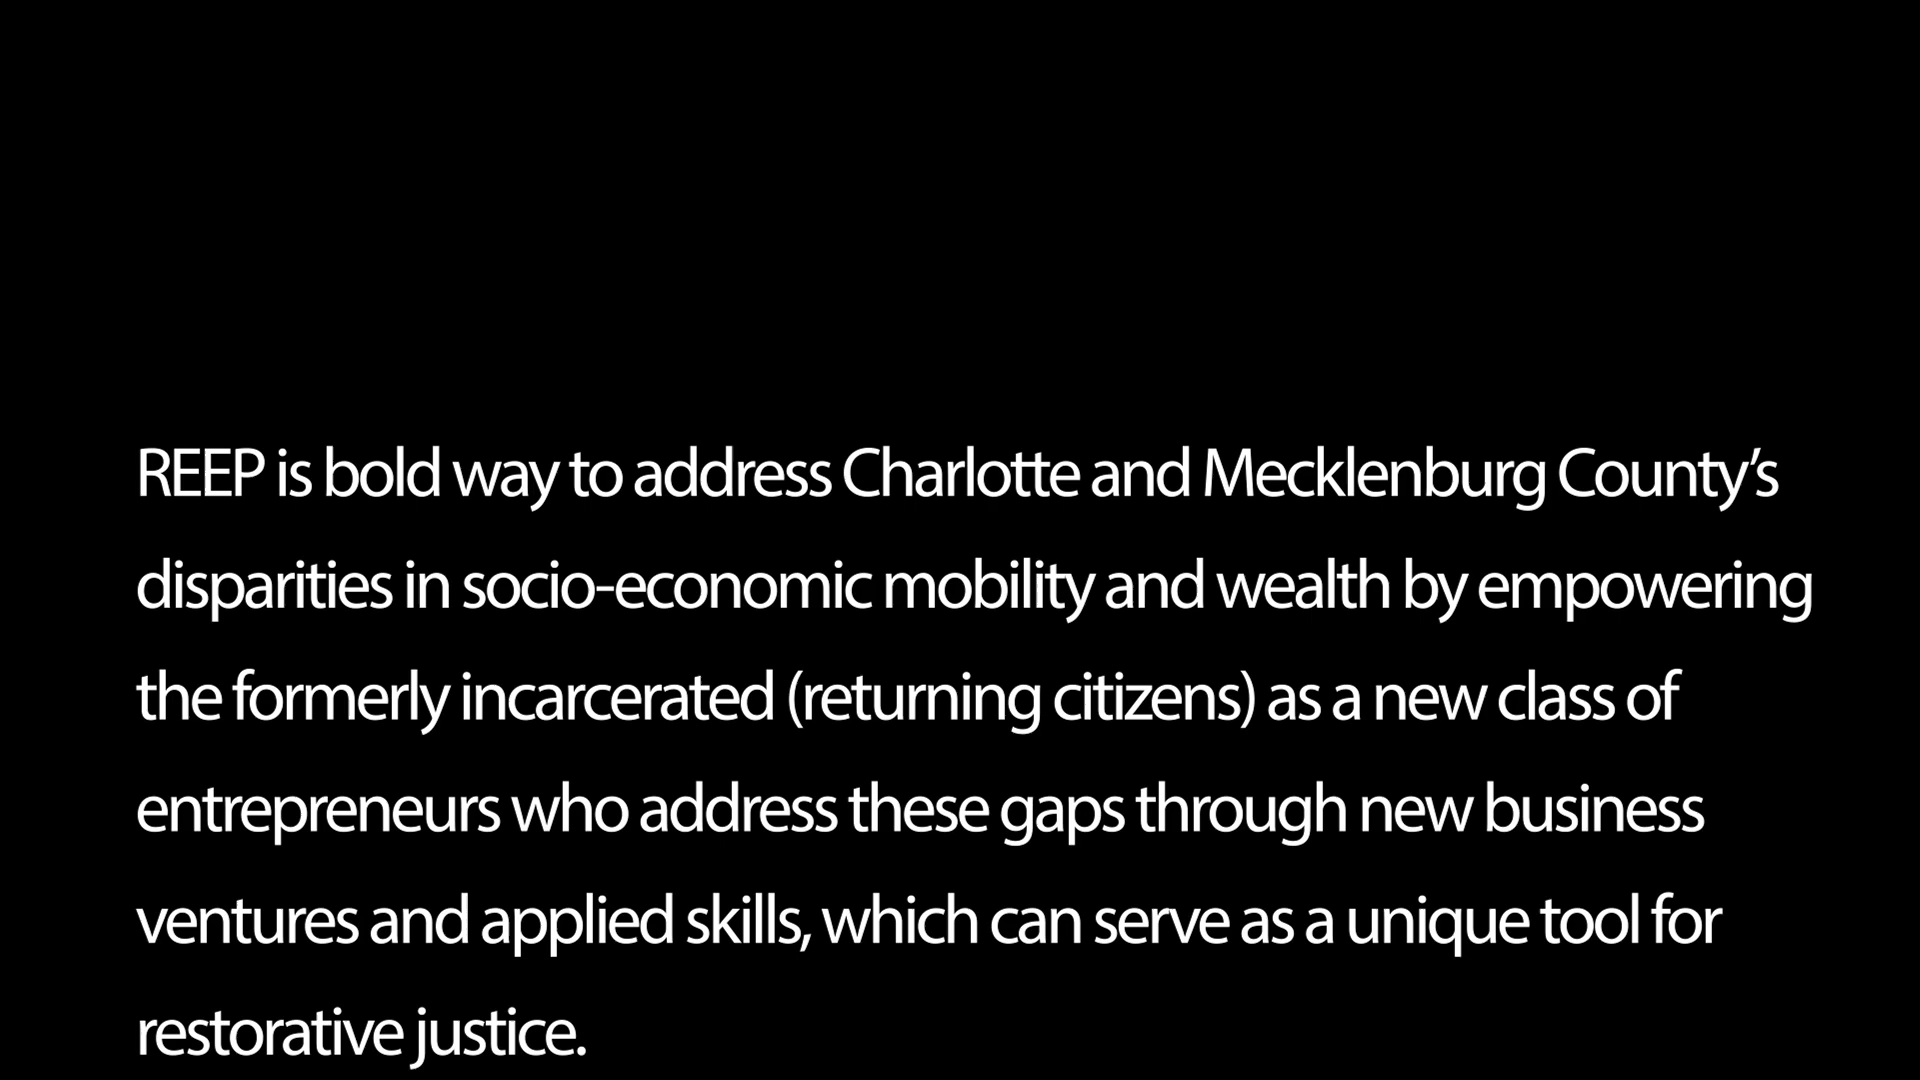 REEP is bold way to address Charlotte and Mecklenburg County’s
disparities in socio-economic mobility and wealth by empowering
the formerly incarcerated (returning citizens) as a new class of
entrepreneurs who address these gaps through new business
ventures and applied skills, which can serve as a unique tool for
restorative justice.